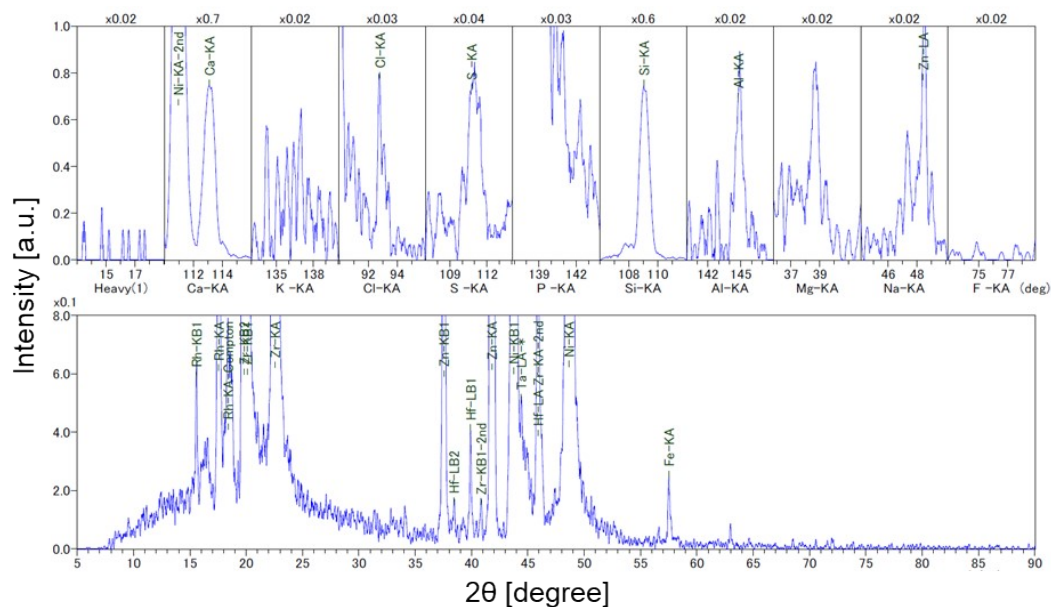 x0.02 x0.7 x0.02 x0.03 x0.04 x0.03 x0.6 x0.02 x0.02 x0.02 x0.02
1.0
0.8
0.6
0.4
0.2
0.0
Ni-KA-2nd
Ca-KA
Cl-KA
S-KA
Si-KA
Al-KA
Zn-LA
15 17 112 114 135 138 92 94 109 112 139 142 108 110 142 145 37 39 46 48 75 77
Heavy(1) Ca-KA K -KA Cl-KA S -KA P -KA Si-KA Al-KA Mg-KA Na-KA F -KA (deg)
Intensity [a.u.]
x0.1
8.0
6.0
4.0
2.0
0.0
Rh-KB1
Rh-KA
Rh-KA-Compton
Zr-KA
Zn-KB1
Hf-LB2
Hf-LB1
Zr-KB1-2nd
Zn-KA
Ni-KB1
Ta-LA-*
Hf-LA
Zr-KA-2nd
Ni-KA
Fe-KA
5 10 15 20 25 30 35 40 45 50 55 60 65 70 75 80 85 90
2θ [degree]